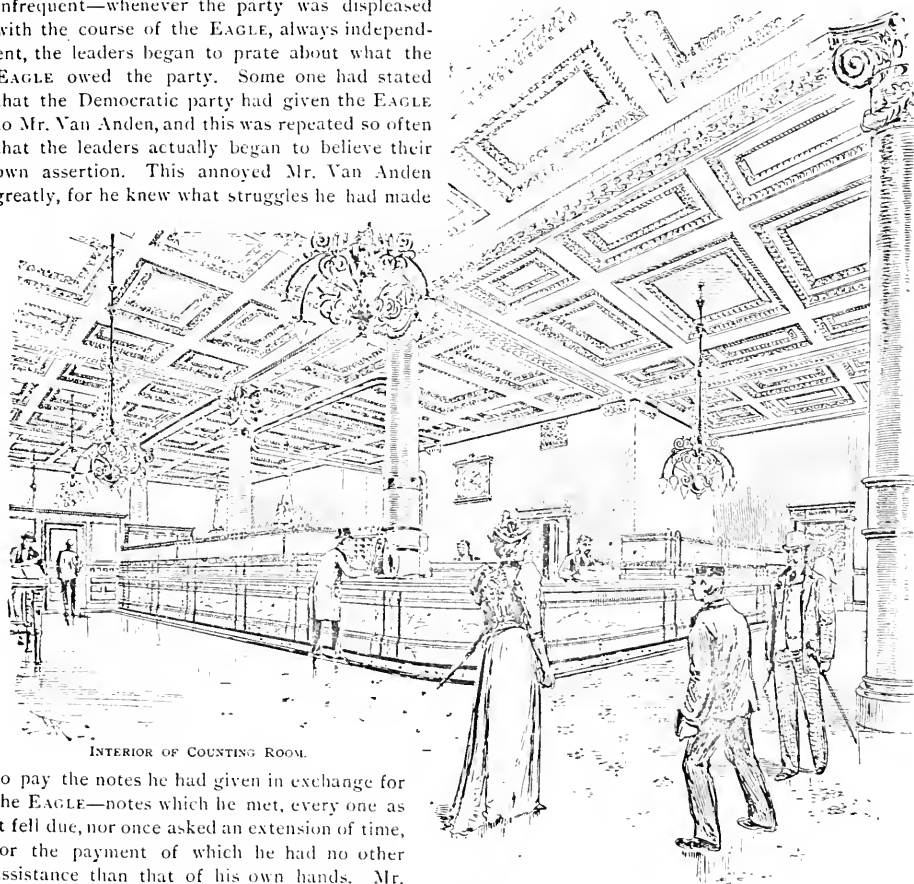 nfrequent—whenever the party was displeased
with the course of the EAGLE, always independ-
ent, the leaders began to prate about what the
EAGLE owed the party. Some one had stated
that the Democratic party had given the EAGLE
to Mr. Van Anden, and this was repeated so often
that the leaders actually began to believe their
own assertion. This annoyed Mr. Van Anden
greatly, for he knew what struggles he had made
INTERIOR OF COUNTING ROOM.
to pay the notes he had given in exchange for
the EAGLE—notes which he met, every one as
it fell due, nor once asked an extension of time,
for the payment of which he had no other
assistance than that of his own hands. Mr.